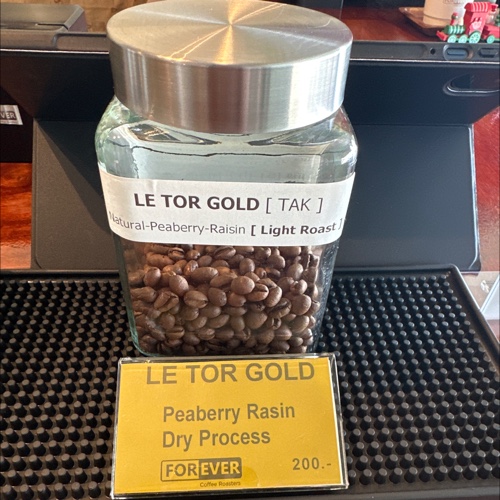 LE TOR GOLD [ TAK ]
Natural-Peaberry-Raisin [ Light Roast ]
LE TOR GOLD
Peaberry Rasin
Dry Process
FOREVER
Coffee Roasters
200.-
EVER